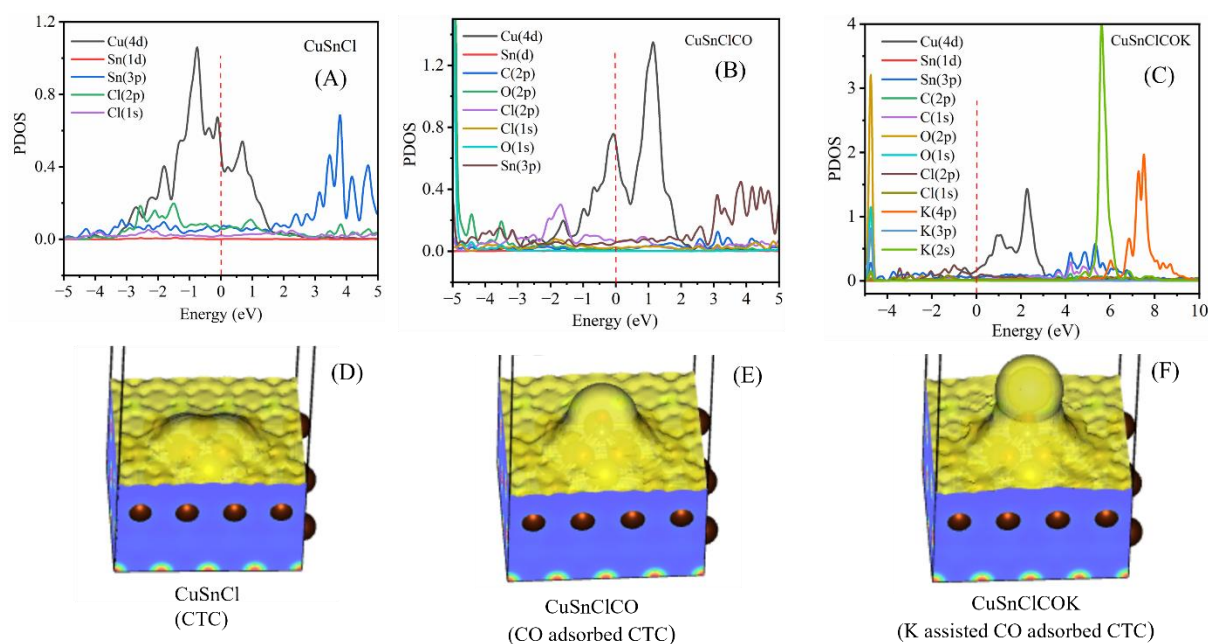 CuSnCl
(A)
Cu(4d)
Sn(1d)
Sn(3p)
Cl(2p)
Cl(1s)
PDOS
1.2
0.8
0.4
0.0
−5 −4 −3 −2 −1 0 1 2 3 4 5
Energy (eV)
CuSnClCO
(B)
Cu(4d)
Sn(d)
C(2p)
O(2p)
Cl(2p)
Cl(1s)
O(1s)
Sn(3p)
PDOS
1.2
0.8
0.4
0.0
−5 −4 −3 −2 −1 0 1 2 3 4 5
Energy (eV)
CuSnClCOK
(C)
Cu(4d)
Sn(1d)
Sn(3p)
C(2p)
C(1s)
O(2p)
O(1s)
Cl(2p)
Cl(1s)
K(4p)
K(3p)
K(2s)
PDOS
4
3
2
1
0
−4 −2 0 2 4 6 8 10
Energy (eV)
(D)
CuSnCl
(CTC)
(E)
CuSnClCO
(CO adsorbed CTC)
(F)
CuSnClCOK
(K assisted CO adsorbed CTC)